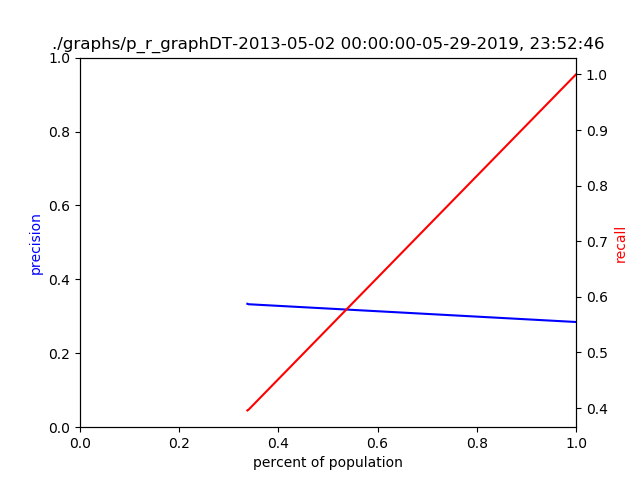 ./graphs/p_r_graphDT-2013-05-02 00:00:00-05-29-2019, 23:52:46
1.0
0.8
0.6
0.4
0.2
0.0
precision
1.0
0.9
0.8
0.7
0.6
0.5
0.4
recall
0.0 0.2 0.4 0.6 0.8 1.0
percent of population